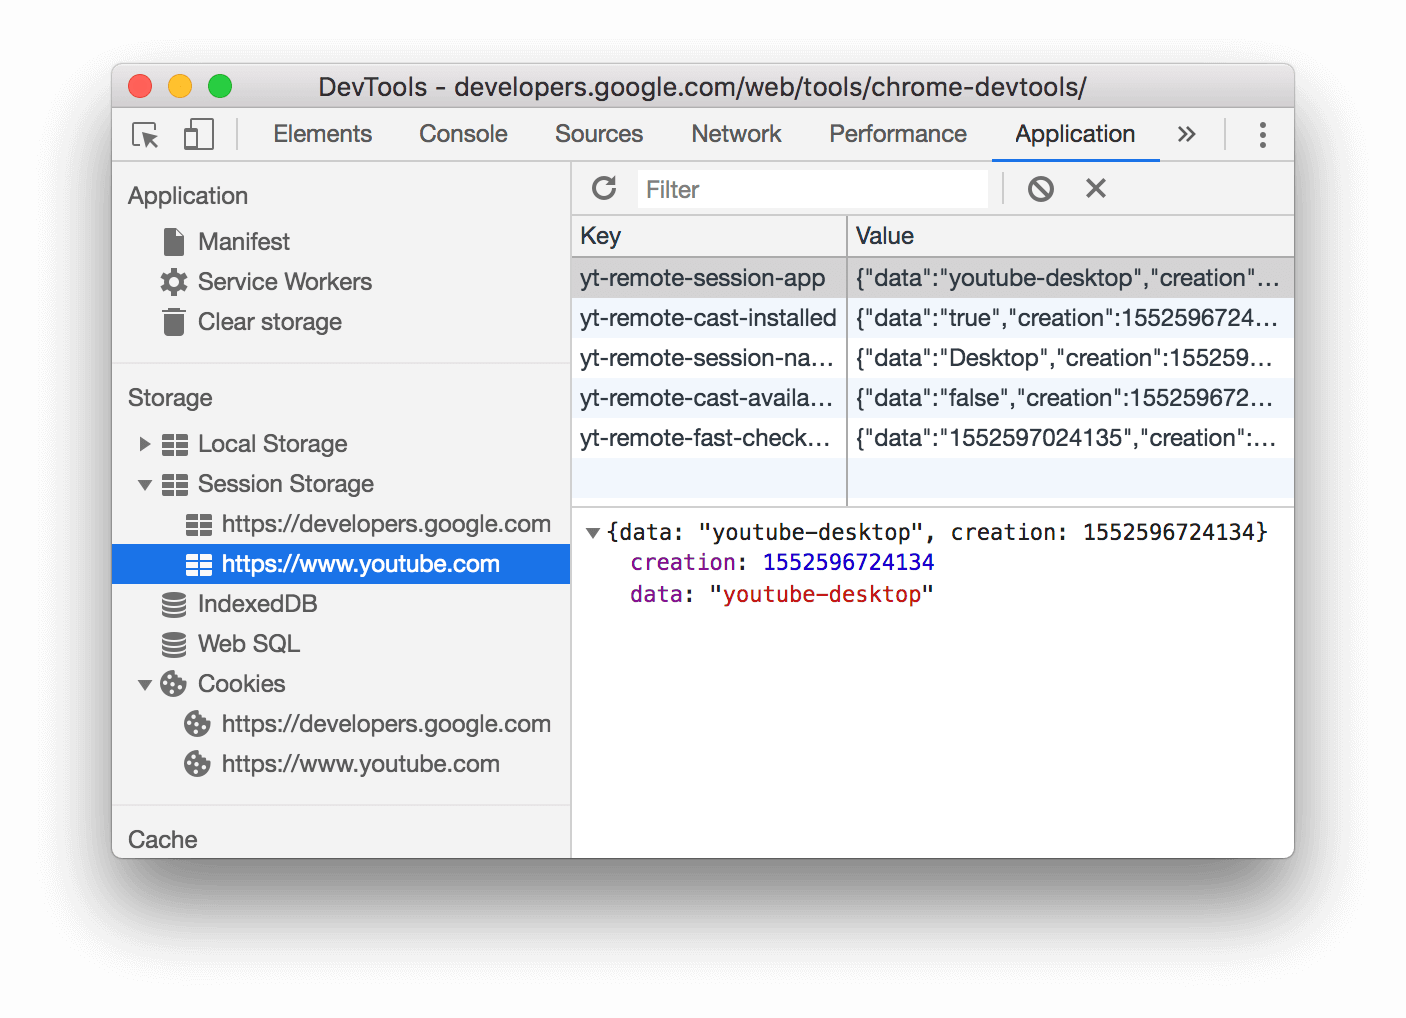 DevTools - developers.google.com/web/tools/chrome-devtools/
Elements Console Sources Network Performance Application
Application
Manifest
Service Workers
Clear storage
Storage
Local Storage
Session Storage
https://developers.google.com
https://www.youtube.com
IndexedDB
Web SQL
Cookies
https://developers.google.com
https://www.youtube.com
Cache
Filter
Key Value
yt-remote-session-app {"data":"youtube-desktop","creation"…
yt-remote-cast-installed {"data":"true","creation":1552596724…
yt-remote-session-na… {"data":"Desktop","creation":155259…
yt-remote-cast-availa… {"data":"false","creation":155259672…
yt-remote-fast-check… {"data":"1552597024135","creation":…
{data: "youtube-desktop", creation: 1552596724134}
creation: 1552596724134
data: "youtube-desktop"